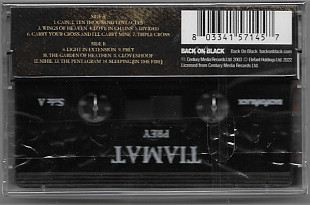 SIDE A
1. CAIN 2. TEN THOUSAND TENTACLES
3. WINGS OF HEAVEN 4. LOVE IN CHAINS 5. DIVIDED
6. CARRY YOUR CROSS AND I'LL CARRY MINE 7. TRIPLE CROSS
SIDE B
8. LIGHT IN EXTENSION 9. PREY
10. THE GARDEN OF HEATHEN 11. CLOVENHOOF
12. NIHIL 13. THE PENTAGRAM 14. SLEEPING (IN THE FIRE)
8 03341 57145 7
BACK ON BLACK
Back On Black. backonblack.com
℗ Century Media Records Ltd. 2003 © Elefant Holdings Ltd. 2022
Licensed from Century Media Records Ltd.
Side A
PREY
TIAMAT